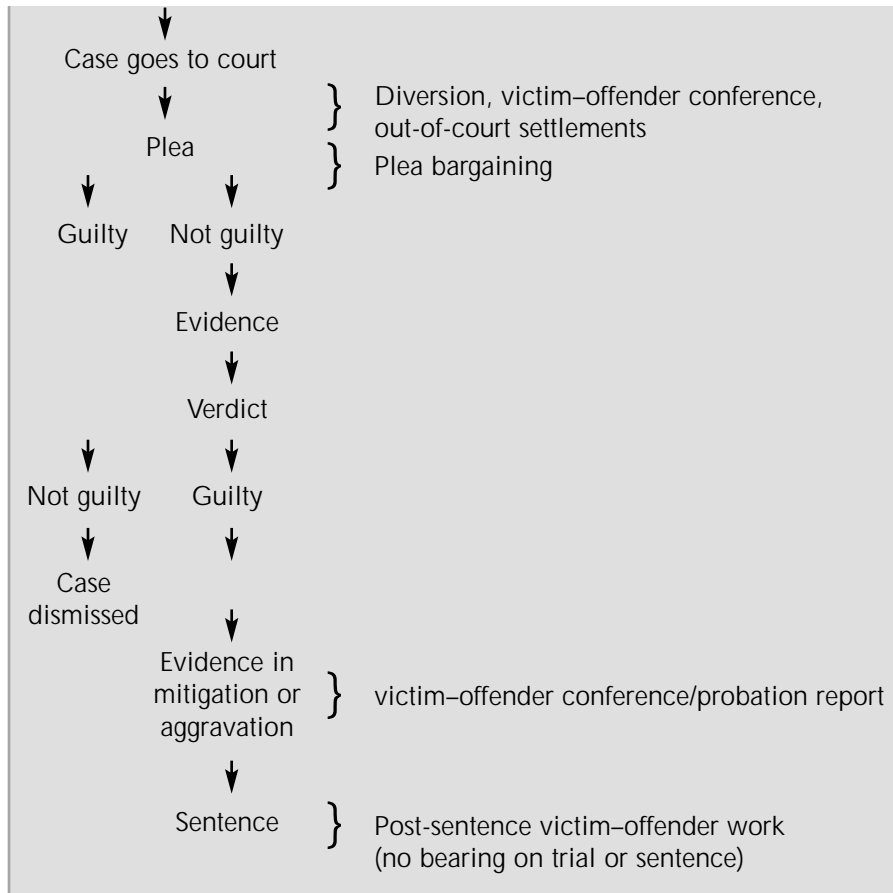 Case goes to court
Diversion, victim–offender conference,
out-of-court settlements
Plea
Plea bargaining
Guilty
Not guilty
Evidence
Verdict
Not guilty
Guilty
Case
dismissed
Evidence in
mitigation or
aggravation
victim–offender conference/probation report
Sentence
Post-sentence victim–offender work
(no bearing on trial or sentence)